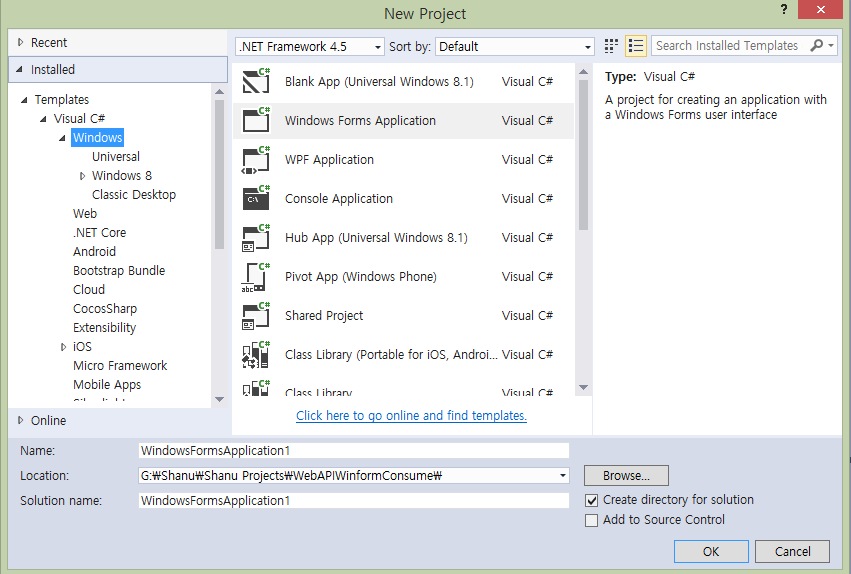 New Project
?
Recent
.NET Framework 4.5
Sort by:
Default
Search Installed Templates
Installed
Templates
Visual C#
Windows
Universal
Windows 8
Classic Desktop
Web
.NET Core
Android
Bootstrap Bundle
Cloud
CocosSharp
Extensibility
iOS
Micro Framework
Mobile Apps
Silverlight
Online
C# Blank App (Universal Windows 8.1) Visual C#
C# Windows Forms Application Visual C#
C# WPF Application Visual C#
C# C:\ Console Application Visual C#
C# Hub App (Universal Windows 8.1) Visual C#
C# abc Pivot App (Windows Phone) Visual C#
C# Shared Project Visual C#
C# Class Library (Portable for iOS, Androi... Visual C#
C# Class Library Visual C#
Click here to go online and find templates.
Type: Visual C#
A project for creating an application with
a Windows Forms user interface
Name: WindowsFormsApplication1
Location: G:₩Shanu₩Shanu Projects₩WebAPIWinformConsume₩
Browse...
Solution name: WindowsFormsApplication1
Create directory for solution
Add to Source Control
OK
Cancel